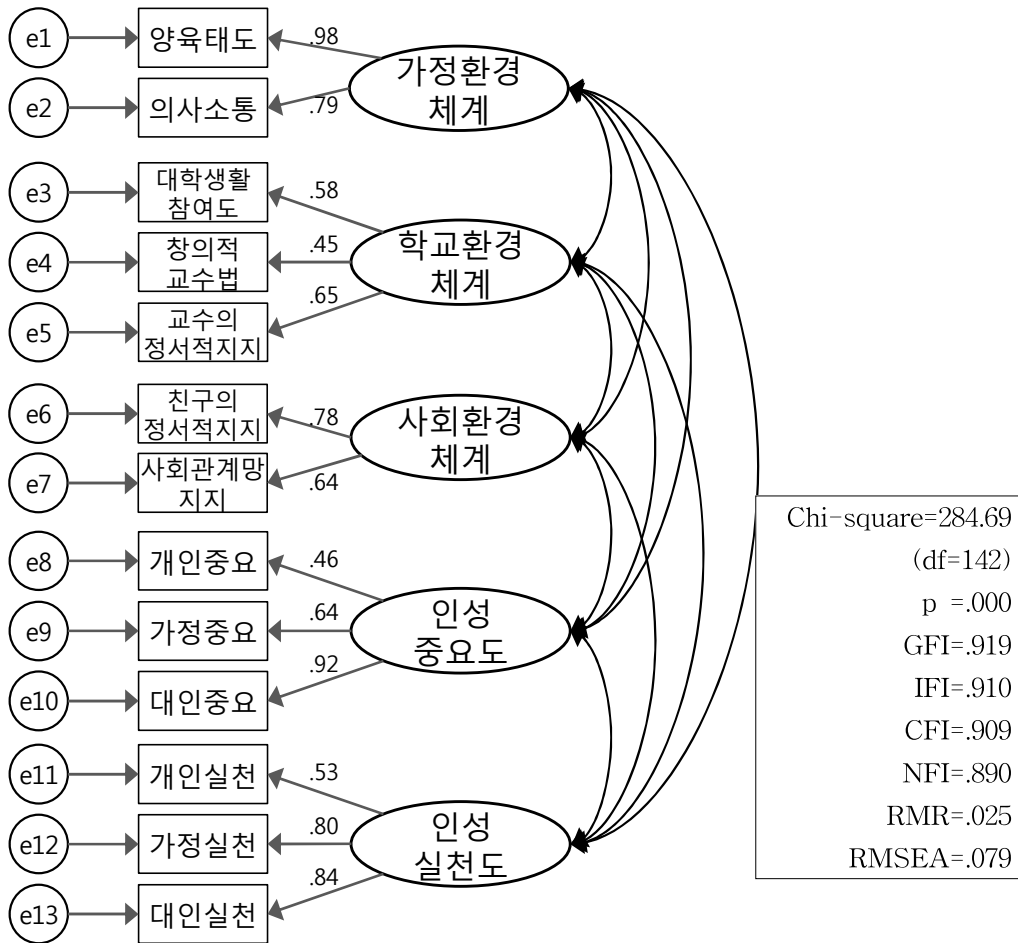 e1
양육태도
.98
가정환경
체계
e2
의사소통
.79
e3
대학생활
참여도
.58
학교환경
체계
e4
창의적
교수법
.45
e5
교수의
정서적지지
.65
e6
친구의
정서적지지
.78
사회환경
체계
e7
사회관계망
지지
.64
e8
개인중요
.46
인성
중요도
e9
가정중요
.64
e10
대인중요
.92
e11
개인실천
.53
인성
실천도
e12
가정실천
.80
e13
대인실천
.84
Chi-square=284.69
(df=142)
p =.000
GFI=.919
IFI=.910
CFI=.909
NFI=.890
RMR=.025
RMSEA=.079